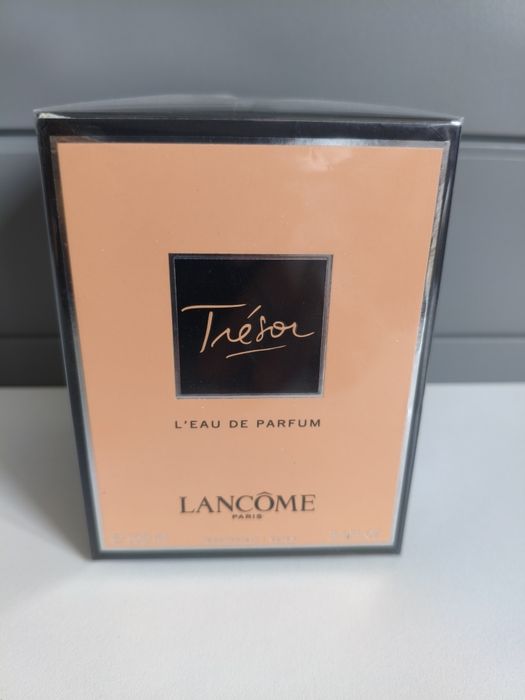 Trésor
L'EAU DE PARFUM
LANCÔME
PARIS